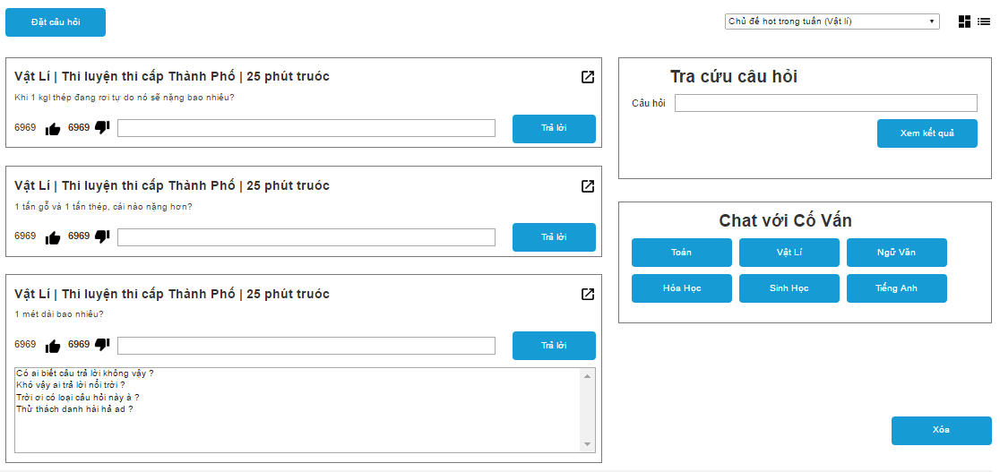 Đặt câu hỏi
Chủ đề hot trong tuần (Vật lí)
Vật Lí | Thi luyện thi cấp Thành Phố | 25 phút trước
Khi 1 kgl thép đang rơi tự do nó sẽ nặng bao nhiêu?
6969 6969 Trả lời
Vật Lí | Thi luyện thi cấp Thành Phố | 25 phút trước
1 tấn gỗ và 1 tấn thép, cái nào nặng hơn?
6969 6969 Trả lời
Vật Lí | Thi luyện thi cấp Thành Phố | 25 phút trước
1 mét dài bao nhiêu?
6969 6969 Trả lời
Có ai biết câu trả lời không vậy ?
Khó vậy ai trả lời nổi trời ?
Trời ơi có loại câu hỏi này à ?
Thử thách danh hài hả ad ?
Tra cứu câu hỏi
Câu hỏi
Xem kết quả
Chat với Cố Vấn
Toán Vật Lí Ngữ Văn
Hóa Học Sinh Học Tiếng Anh
Xóa